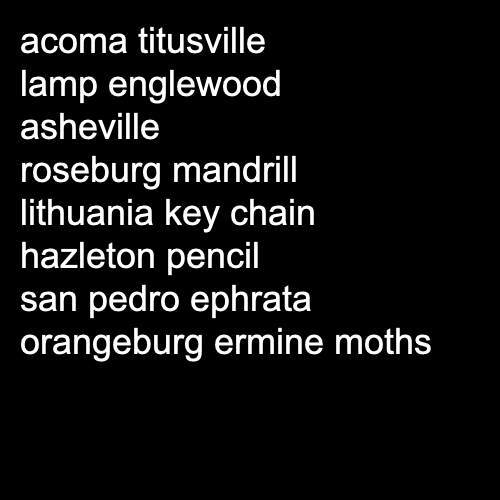 acoma titusville
lamp englewood
asheville
roseburg mandrill
lithuania key chain
hazleton pencil
san pedro ephrata
orangeburg ermine moths